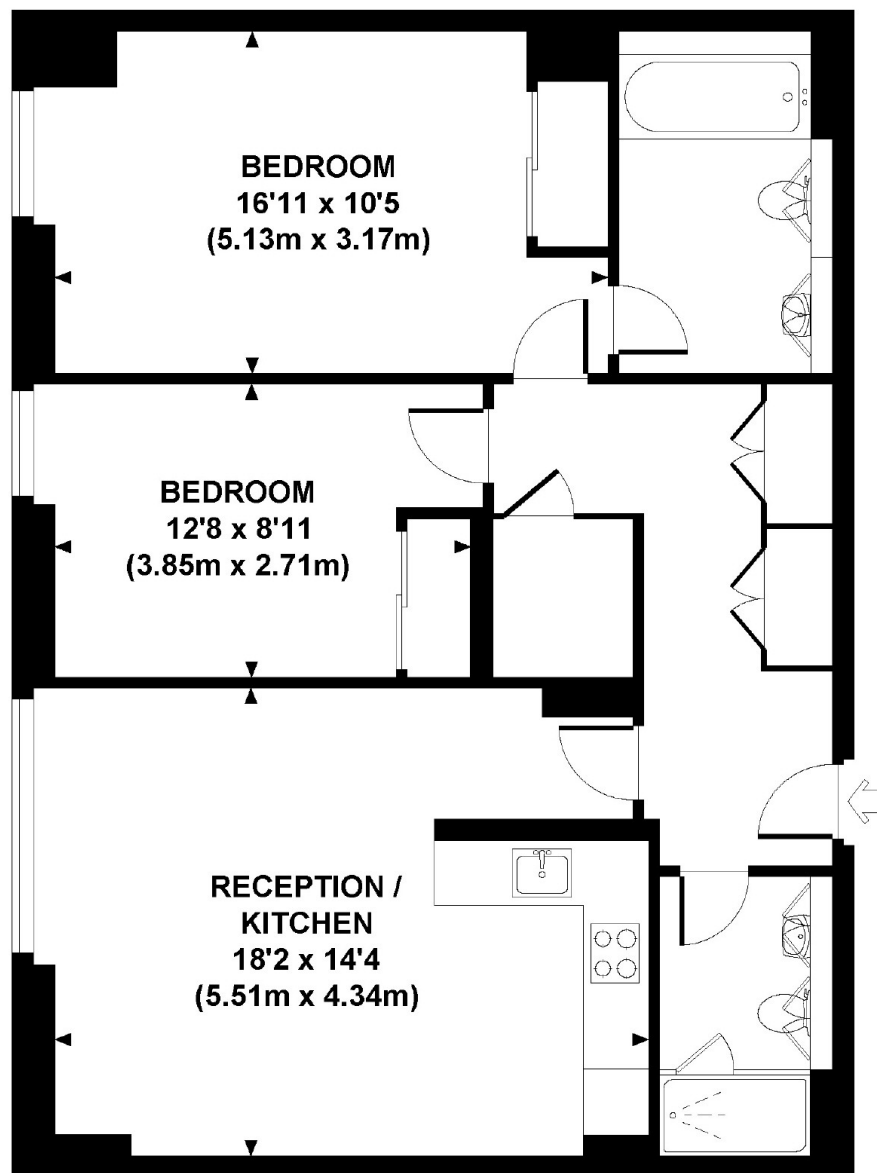 BEDROOM
16'11 x 10'5
(5.13m x 3.17m)
BEDROOM
12'8 x 8'11
(3.85m x 2.71m)
RECEPTION /
KITCHEN
18'2 x 14'4
(5.51m x 4.34m)